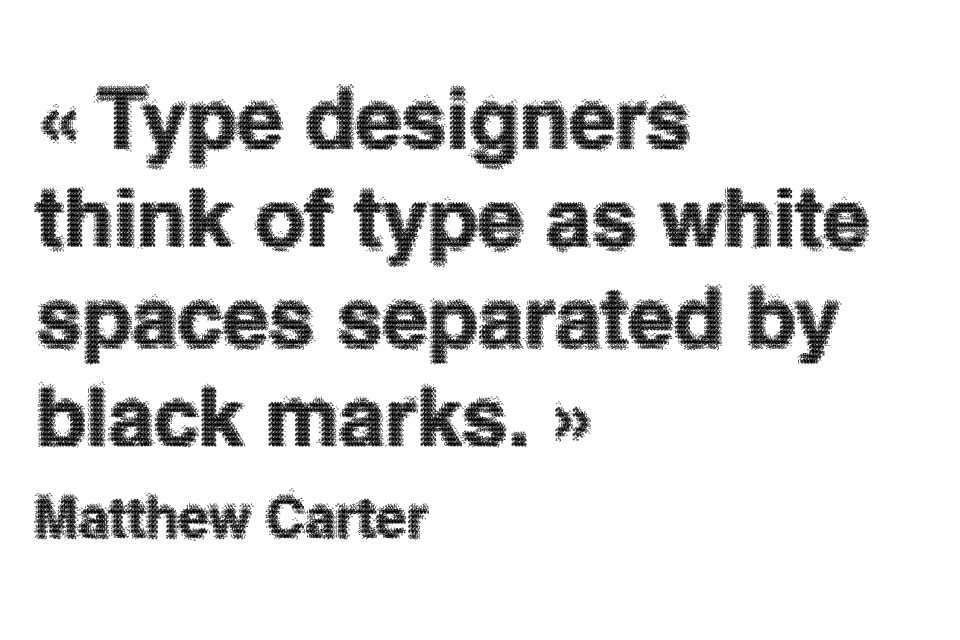 « Type designers
think of type as white
spaces separated by
black marks. »
Matthew Carter